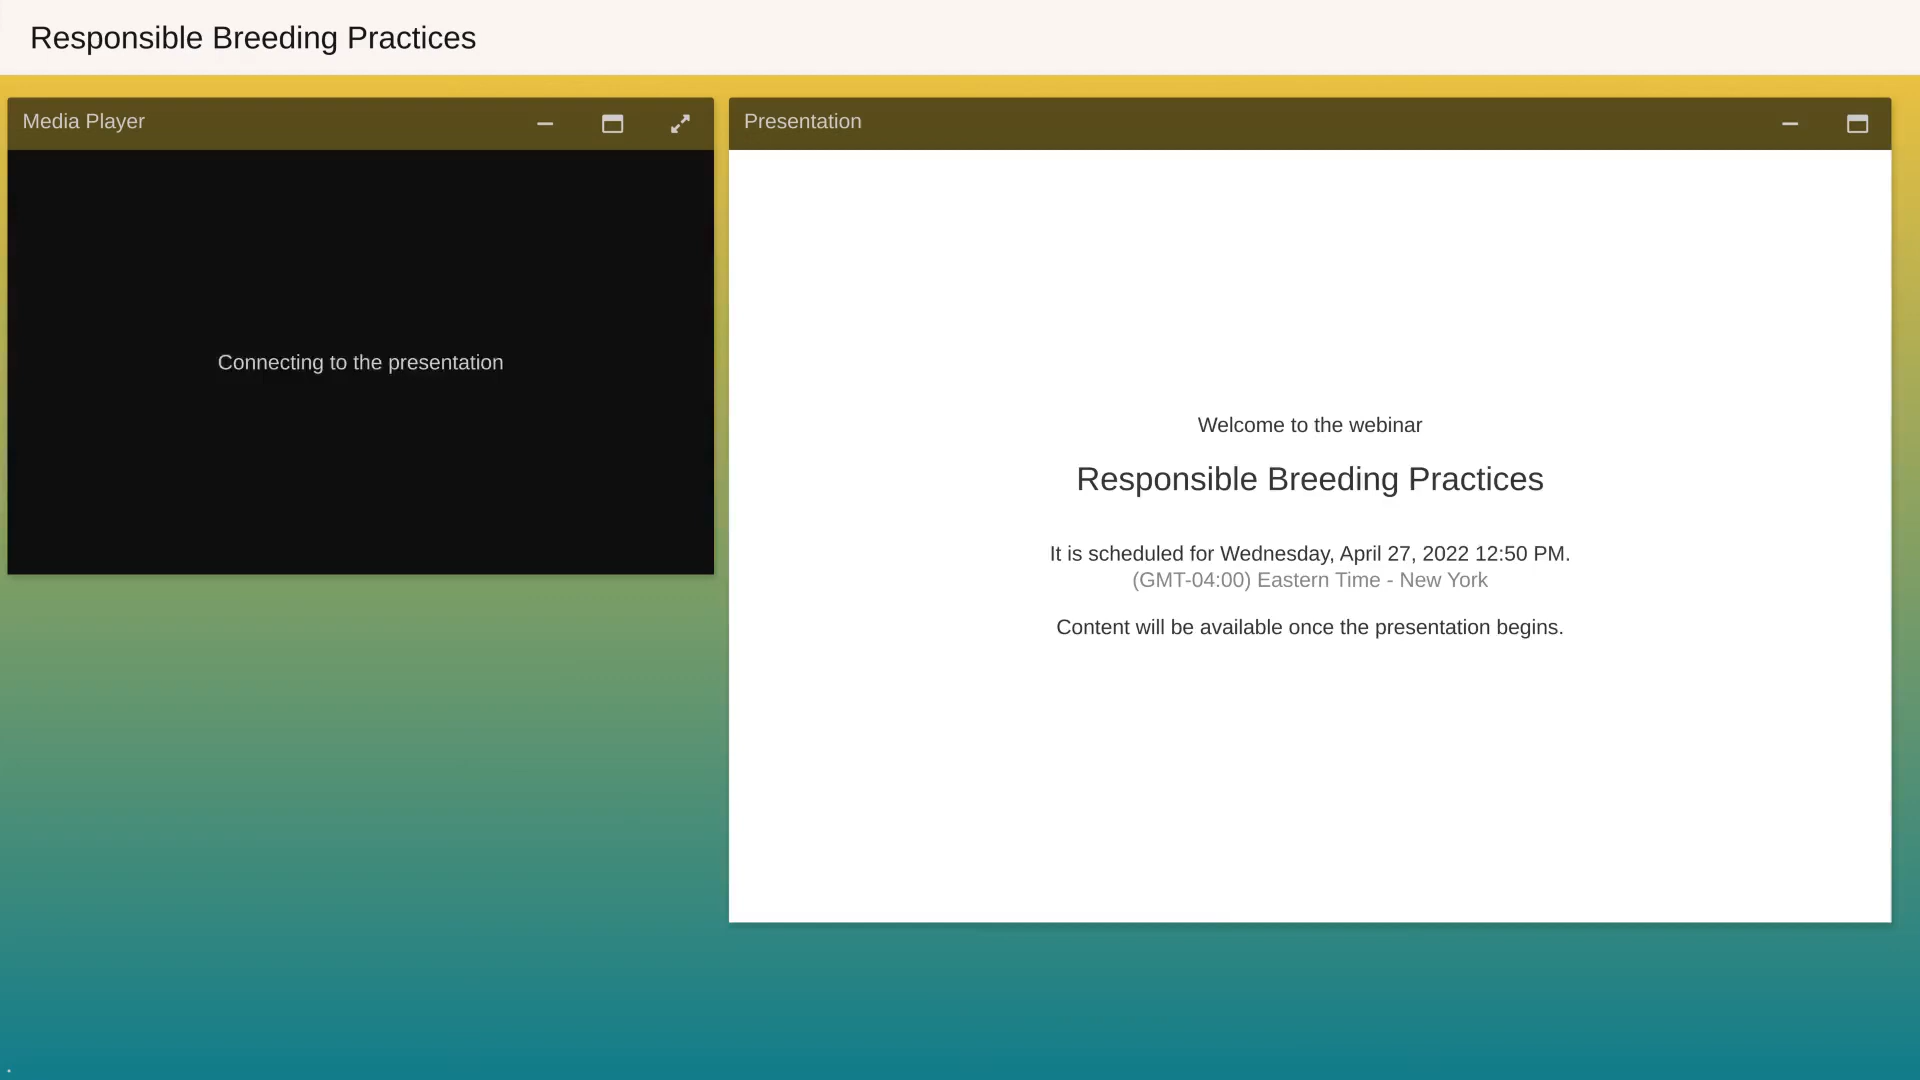 Responsible Breeding Practices
Media Player
Connecting to the presentation
Presentation
Welcome to the webinar
Responsible Breeding Practices
It is scheduled for Wednesday, April 27, 2022 12:50 PM.
(GMT-04:00) Eastern Time - New York
Content will be available once the presentation begins.